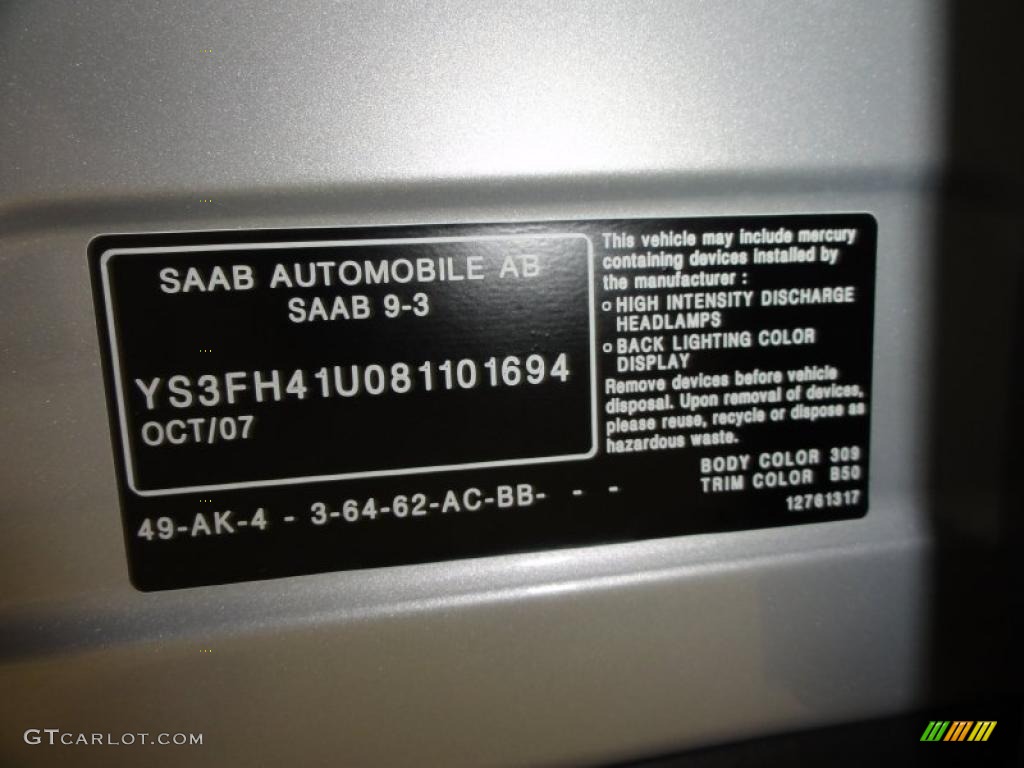 SAAB AUTOMOBILE AB
SAAB 9-3
YS3FH41U081101694
OCT/07
49-AK-4 - 3-64-62-AC-BB- - -
This vehicle may include mercury
containing devices installed by
the manufacturer :
o HIGH INTENSITY DISCHARGE
HEADLAMPS
o BACK LIGHTING COLOR
DISPLAY
Remove devices before vehicle
disposal. Upon removal of devices,
please reuse, recycle or dispose as
hazardous waste.
BODY COLOR 309
TRIM COLOR B50
12761317
GTCARLOT.COM